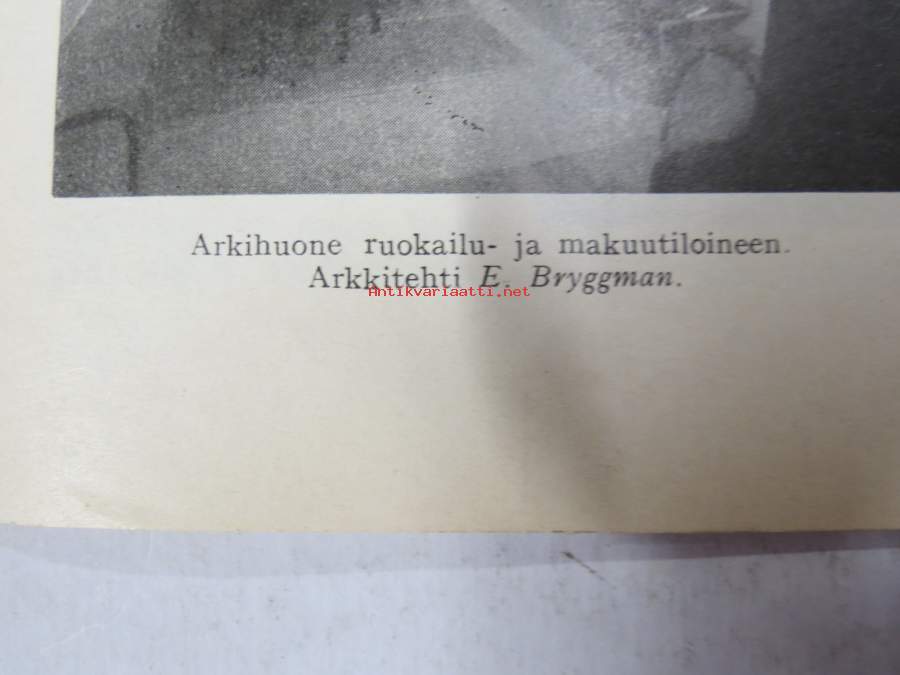 Arkihuone ruokailu- ja makuutiloineen.
Arkkitehti E. Bryggman.
Antikvariaatti.net